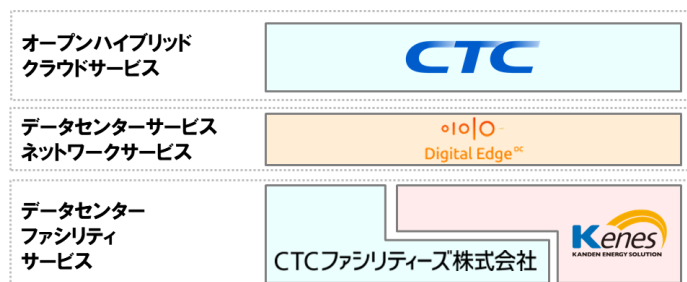 オープンハイブリッド
クラウドサービス
CTC
データセンターサービス
ネットワークサービス
Digital Edge DC
データセンター
ファシリティ
サービス
CTCファシリティーズ株式会社
Kenes
KANDEN ENERGY SOLUTION